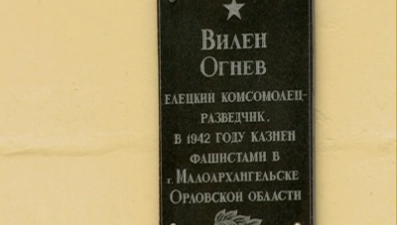 Вилен
Огнев
елецкий комсомолец-
разведчик.
в 1942 году казнен
фашистами в
г. Малоархангельске
Орловской области